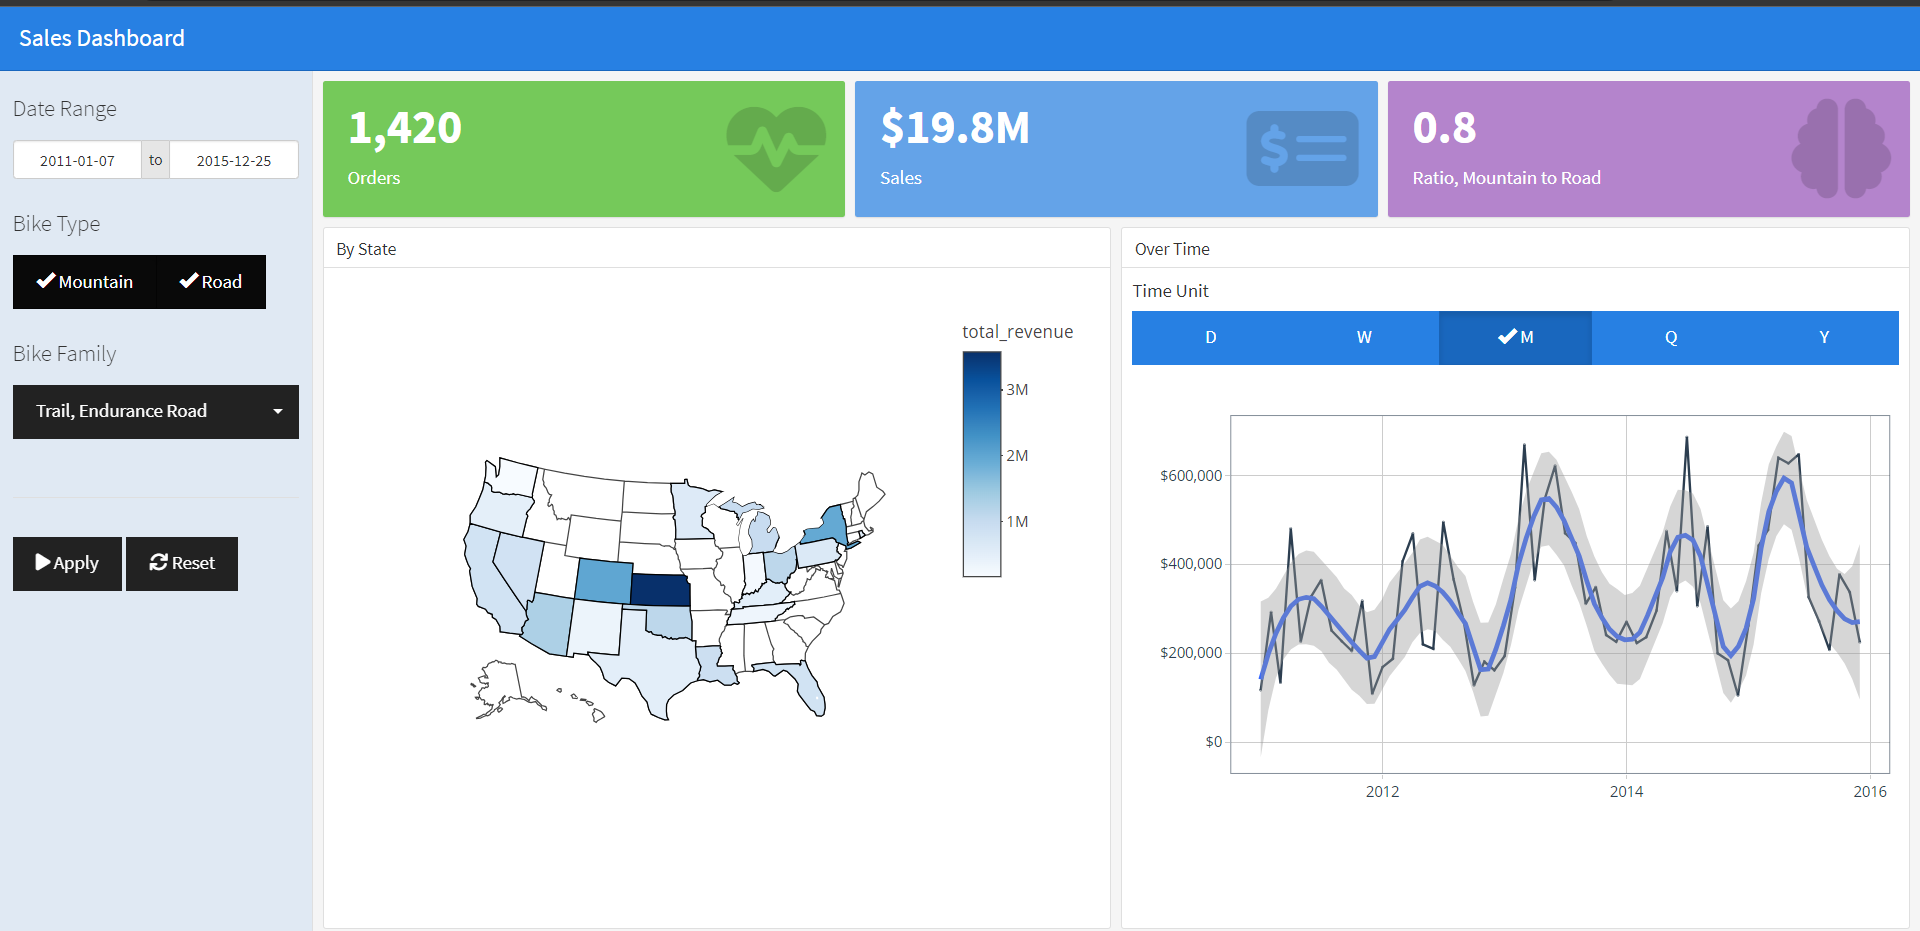 Sales Dashboard
Date Range
2011-01-07 to 2015-12-25
Bike Type
Mountain Road
Bike Family
Trail, Endurance Road
Apply Reset
1,420
Orders
$19.8M
Sales
0.8
Ratio, Mountain to Road
By State
total_revenue
3M
2M
1M
Over Time
Time Unit
D W M Q Y
$600,000
$400,000
$200,000
$0
2012 2014 2016